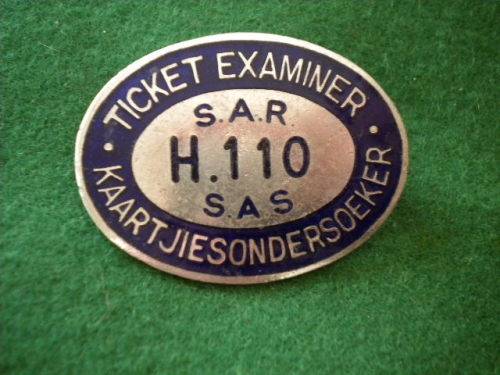 TICKET EXAMINER
S.A.R.
H.110
S A S
KAARTJIESONDERSOEKER